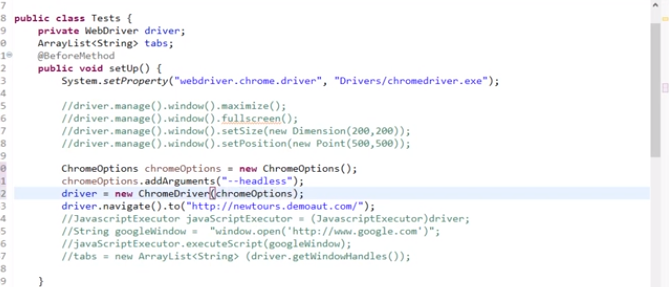 7
8 public class Tests {
9 private WebDriver driver;
0 ArrayList<String> tabs;
1 @BeforeMethod
2 public void setUp() {
3 System.setProperty("webdriver.chrome.driver", "Drivers/chromedriver.exe");
4
5 //driver.manage().window().maximize();
6 //driver.manage().window().fullscreen();
7 //driver.manage().window().setSize(new Dimension(200,200));
8 //driver.manage().window().setPosition(new Point(500,500));
9
0 ChromeOptions chromeOptions = new ChromeOptions();
1 chromeOptions.addArguments("--headless");
2 driver = new ChromeDriver(chromeOptions);
3 driver.navigate().to("http://newtours.demoaut.com/");
4 //JavascriptExecutor javaScriptExecutor = (JavascriptExecutor)driver;
5 //String googleWindow = "window.open('http://www.google.com')";
6 //javaScriptExecutor.executeScript(googleWindow);
7 //tabs = new ArrayList<String> (driver.getWindowHandles());
8
9 }